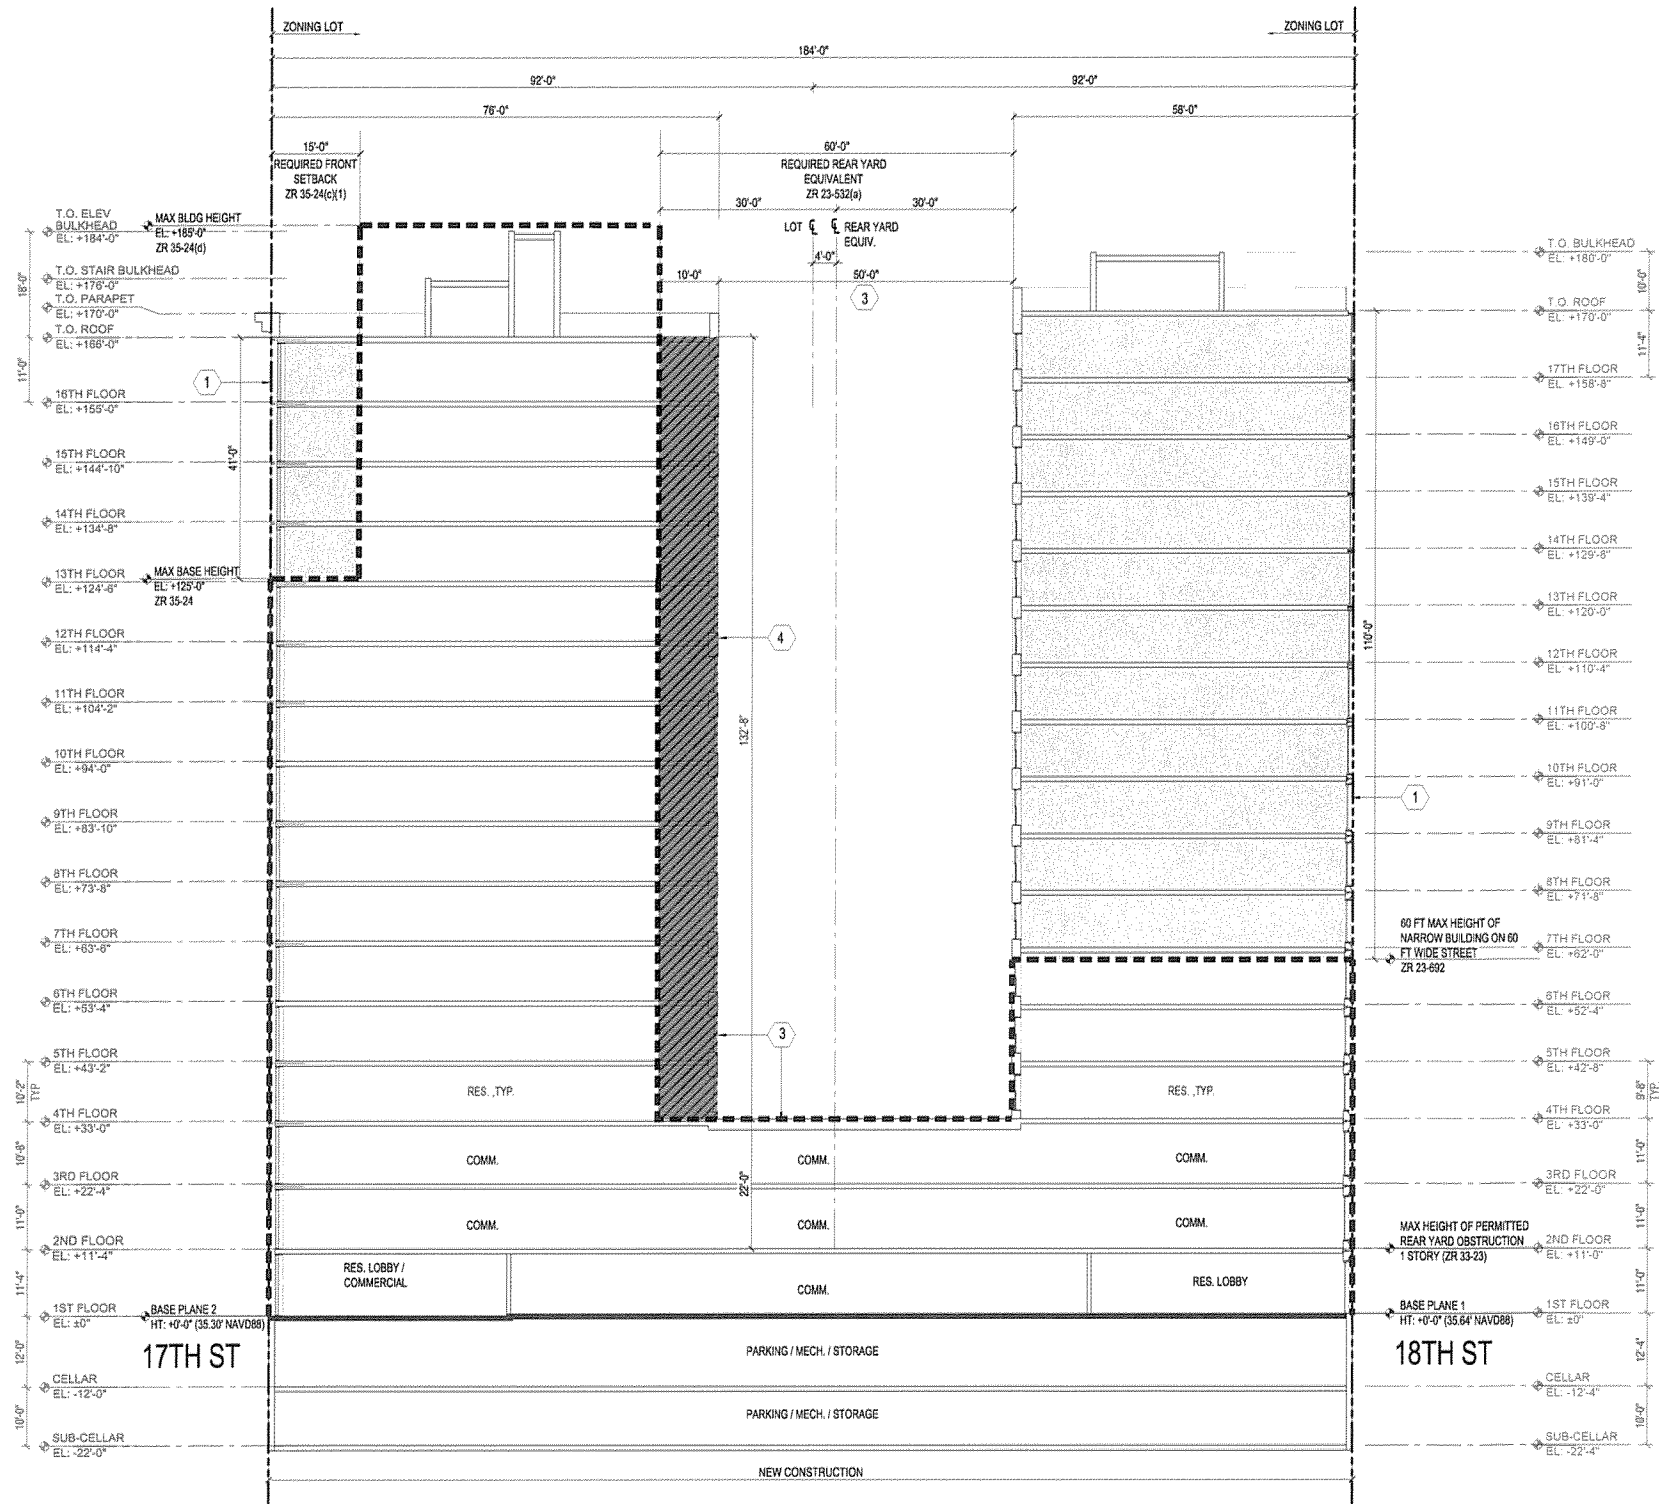 ZONING LOT
ZONING LOT
184'-0"
92'-0"
92'-0"
76'-0"
58'-0"
15'-0"
REQUIRED FRONT
SETBACK
ZR 35-24(c)(1)
60'-0"
REQUIRED REAR YARD
EQUIVALENT
ZR 23-532(a)
30'-0"
30'-0"
LOT
REAR YARD
EQUIV.
4'-0"
10'-0"
50'-0"
3
T.O. ELEV
BULKHEAD
EL: +184'-0"
MAX BLDG HEIGHT
EL: +185'-0"
ZR 35-24(d)
T.O. STAIR BULKHEAD
EL: +176'-0"
T.O. PARAPET
EL: +170'-0"
T.O. ROOF
EL: +166'-0"
16TH FLOOR
EL: +155'-0"
15TH FLOOR
EL: +144'-10"
14TH FLOOR
EL: +134'-8"
13TH FLOOR
EL: +124'-6"
MAX BASE HEIGHT
EL: +125'-0"
ZR 35-24
12TH FLOOR
EL: +114'-4"
11TH FLOOR
EL: +104'-2"
10TH FLOOR
EL: +94'-0"
9TH FLOOR
EL: +83'-10"
8TH FLOOR
EL: +73'-8"
7TH FLOOR
EL: +63'-6"
6TH FLOOR
EL: +53'-4"
5TH FLOOR
EL: +43'-2"
4TH FLOOR
EL: +33'-0"
3RD FLOOR
EL: +22'-4"
2ND FLOOR
EL: +11'-4"
1ST FLOOR
EL: ±0"
BASE PLANE 2
HT: +0'-0" (35.30' NAVD88)
17TH ST
CELLAR
EL: -12'-0"
SUB-CELLAR
EL: -22'-0"
18'-0"
11'-0"
10'-2"
TYP
10'-8"
11'-0"
11'-4"
12'-0"
10'-0"
1
41'-0"
4
132'-8"
3
22'-0"
110'-0"
1
RES. ,TYP.
RES. ,TYP.
COMM.
COMM.
COMM.
COMM.
COMM.
COMM.
RES. LOBBY /
COMMERCIAL
COMM.
RES. LOBBY
PARKING / MECH. / STORAGE
PARKING / MECH. / STORAGE
NEW CONSTRUCTION
T.O. BULKHEAD
EL: +180'-0"
T.O. ROOF
EL: +170'-0"
17TH FLOOR
EL: +158'-8"
16TH FLOOR
EL: +149'-0"
15TH FLOOR
EL: +139'-4"
14TH FLOOR
EL: +129'-8"
13TH FLOOR
EL: +120'-0"
12TH FLOOR
EL: +110'-4"
11TH FLOOR
EL: +100'-8"
10TH FLOOR
EL: +91'-0"
9TH FLOOR
EL: +81'-4"
8TH FLOOR
EL: +71'-8"
60 FT MAX HEIGHT OF
NARROW BUILDING ON 60
FT WIDE STREET
ZR 23-692
7TH FLOOR
EL: +62'-0"
6TH FLOOR
EL: +52'-4"
5TH FLOOR
EL: +42'-8"
4TH FLOOR
EL: +33'-0"
3RD FLOOR
EL: +22'-0"
MAX HEIGHT OF PERMITTED
REAR YARD OBSTRUCTION
1 STORY (ZR 33-23)
2ND FLOOR
EL: +11'-0"
BASE PLANE 1
HT: +0'-0" (35.64' NAVD88)
1ST FLOOR
EL: ±0"
18TH ST
CELLAR
EL: -12'-4"
SUB-CELLAR
EL: -22'-4"
10'-0"
11'-4"
9'-8"
TYP.
11'-0"
11'-0"
11'-0"
12'-4"
10'-0"